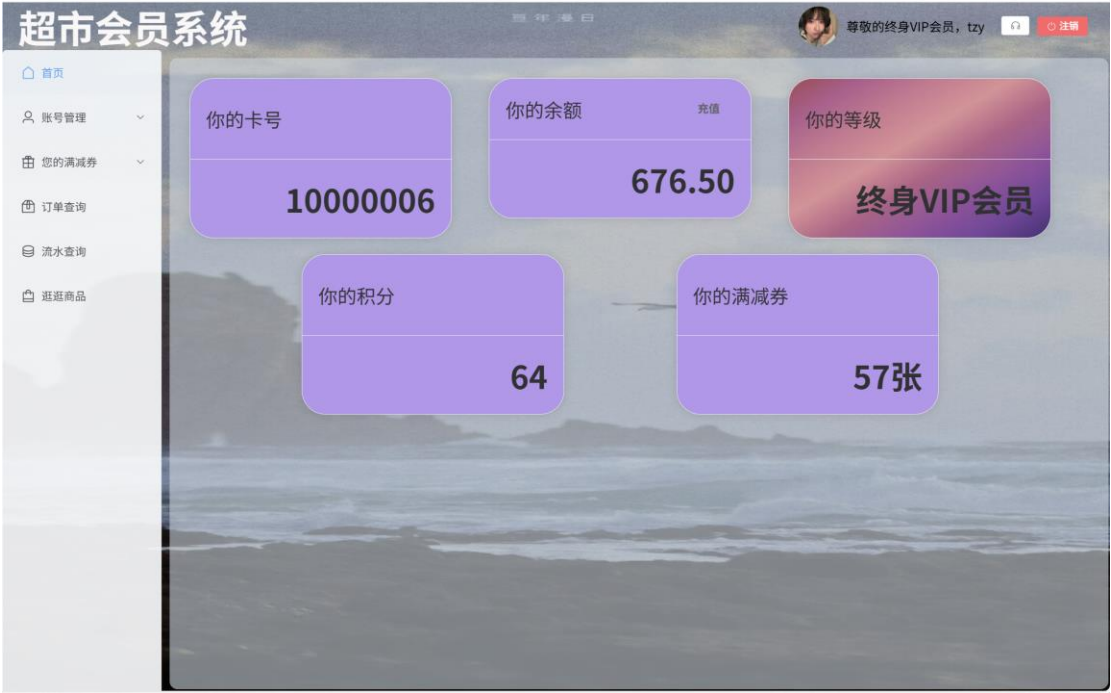 超市会员系统
尊敬的终身VIP会员，tzy
注销
首页
账号管理
您的满减券
订单查询
流水查询
逛逛商品
你的卡号
10000006
你的余额 充值
676.50
你的等级
终身VIP会员
你的积分
64
你的满减券
57张